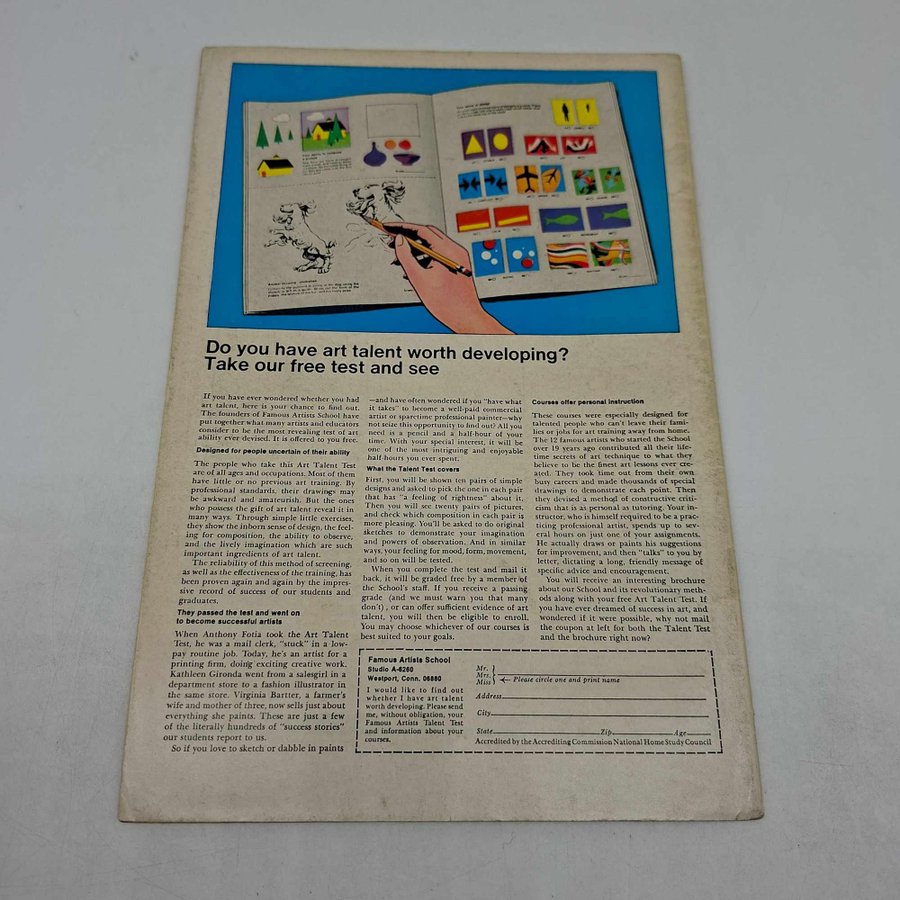 Do you have art talent worth developing?
Take our free test and see
If you have ever wondered whether you had
art talent, here is your chance to find out.
The founders of Famous Artists School have
put together what many artists and educators
consider to be the most revealing test of art
ability ever devised. It is offered to you free.
Designed for people uncertain of their ability
The people who take this Art Talent Test
are of all ages and occupations. Most of them
have little or no previous art training. By
professional standards, their drawings may
be awkward and amateurish. But the ones
who possess the gift of art talent reveal it in
many ways. Through simple little exercises,
they show the inborn sense of design, the feel-
ing for composition, the ability to observe,
and the lively imagination which are such
important ingredients of art talent.
The reliability of this method of screening,
as well as the effectiveness of the training, has
been proven again and again by the impres-
sive record of success of our students and
graduates.
They passed the test and went on
to become successful artists
When Anthony Fotia took the Art Talent
Test, he was a mail clerk, "stuck" in a low-
pay routine job. Today, he's an artist for a
printing firm, doing exciting creative work.
Kathleen Gironda went from a salesgirl in a
department store to a fashion illustrator in
the same store. Virginia Bartter, a farmer's
wife and mother of three, now sells just about
everything she paints. These are just a few
of the literally hundreds of "success stories"
our students report to us.
So if you love to sketch or dabble in paints
—and have often wondered if you "have what
it takes" to become a well-paid commercial
artist or sparetime professional painter—why
not seize this opportunity to find out? All you
need is a pencil and a half-hour of your
time. With your special interest, it will be
one of the most intriguing and enjoyable
half-hours you ever spent.
What the Talent Test covers
First, you will be shown ten pairs of simple
designs and asked to pick the one in each pair
that has "a feeling of rightness" about it.
Then you will see twenty pairs of pictures,
and check which composition in each pair is
more pleasing. You'll be asked to do original
sketches to demonstrate your imagination
and powers of observation. And in similar
ways, your feeling for mood, form, movement,
and so on will be tested.
When you complete the test and mail it
back, it will be graded free by a member of
the School's staff. If you receive a passing
grade (and we must warn you that many
don't), or can offer sufficient evidence of art
talent, you will then be eligible to enroll.
You may choose whichever of our courses is
best suited to your goals.
Courses offer personal instruction
These courses were especially designed for
talented people who can't leave their fami-
lies or jobs for art training away from home.
The 12 famous artists who started the School
over 19 years ago contributed all their life-
time secrets of art technique to what they
believe to be the finest art lessons ever cre-
ated. They took time out from their own
busy careers and made thousands of special
drawings to demonstrate each point. Then
they devised a method of constructive criti-
cism that is as personal as tutoring. Your in-
structor, who is himself required to be a prac-
ticing professional artist, spends up to sev-
eral hours on just one of your assignments.
He actually draws or paints his suggestions
for improvement, and then "talks" to you by
letter, dictating a long, friendly message of
specific advice and encouragement.
You will receive an interesting brochure
about our School and its revolutionary meth-
ods along with your free Art Talent Test. If
you have ever dreamed of success in art, and
wondered if it were possible, why not mail
the coupon at left for both the Talent Test
and the brochure right now?
Famous Artists School
Studio A-6260
Westport, Conn. 06880
I would like to find out
whether I have art talent
worth developing. Please send
me, without obligation, your
Famous Artists Talent Test
and information about your
courses.
Mr.
Mrs.
Miss
Please circle one and print name
Address
City
State Zip Age
Accredited by the Accrediting Commission National Home Study Council